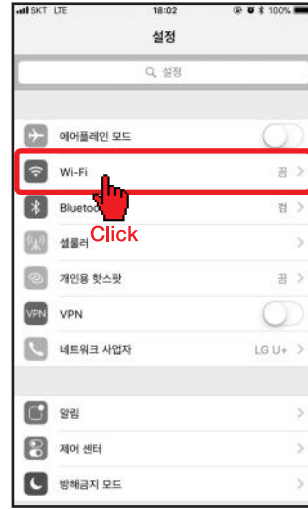 SKT LTE 18:02 100%
설정
설정
에어플레인 모드
Wi-Fi 끔
Bluetoo 켬
Click
셀룰러
개인용 핫스팟 끔
VPN VPN
네트워크 사업자 LG U+
알림
제어 센터
방해금지 모드